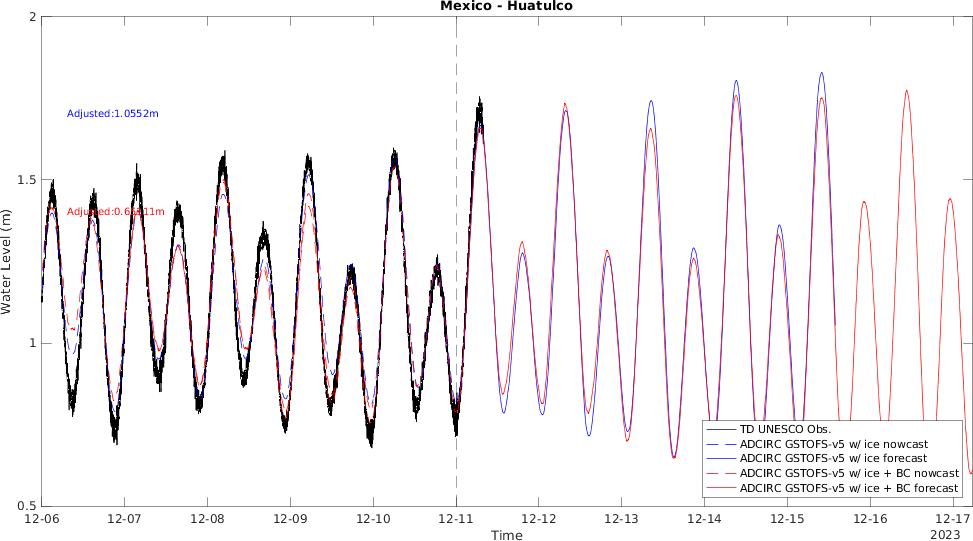 Mexico - Huatulco
2
1.5
1
0.5
Water Level (m)
Adjusted:1.0552m
TD UNESCO Obs.
ADCIRC GSTOFS-v5 w/ ice nowcast
ADCIRC GSTOFS-v5 w/ ice forecast
ADCIRC GSTOFS-v5 w/ ice + BC nowcast
ADCIRC GSTOFS-v5 w/ ice + BC forecast
12-06 12-07 12-08 12-09 12-10 12-11 12-12 12-13 12-14 12-15 12-16 12-17
Time
2023